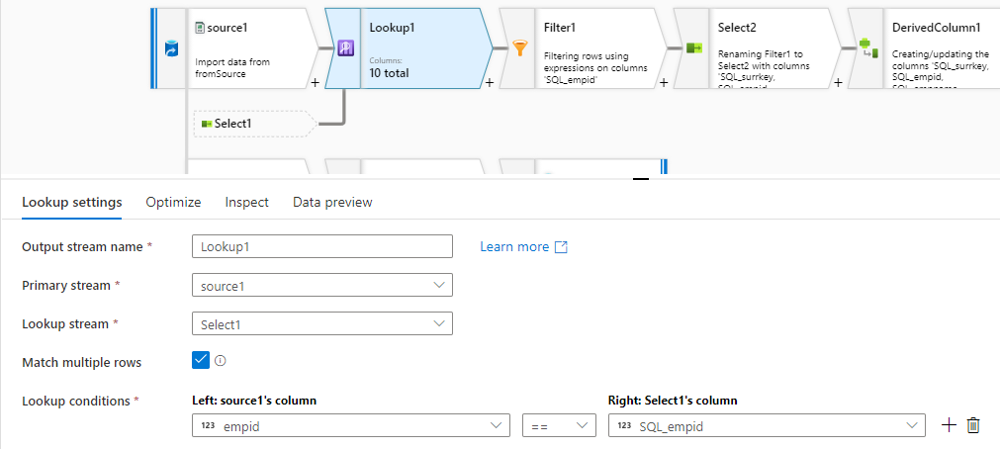 source1
Import data from
fromSource
+
Lookup1
Columns:
10 total
+
Filter1
Filtering rows using
expressions on columns
'SQL_empid'
+
Select2
Renaming Filter1 to
Select2 with columns
'SQL_surrkey,
SQL_empid,
+
DerivedColumn1
Creating/updating the
columns 'SQL_surrkey,
SQL_empid,
SQL_empname,
Select1
Lookup settings
Optimize
Inspect
Data preview
Output stream name *
Lookup1
Learn more
Primary stream *
source1
Lookup stream *
Select1
Match multiple rows
Lookup conditions *
Left: source1's column
Right: Select1's column
123 empid
==
123 SQL_empid